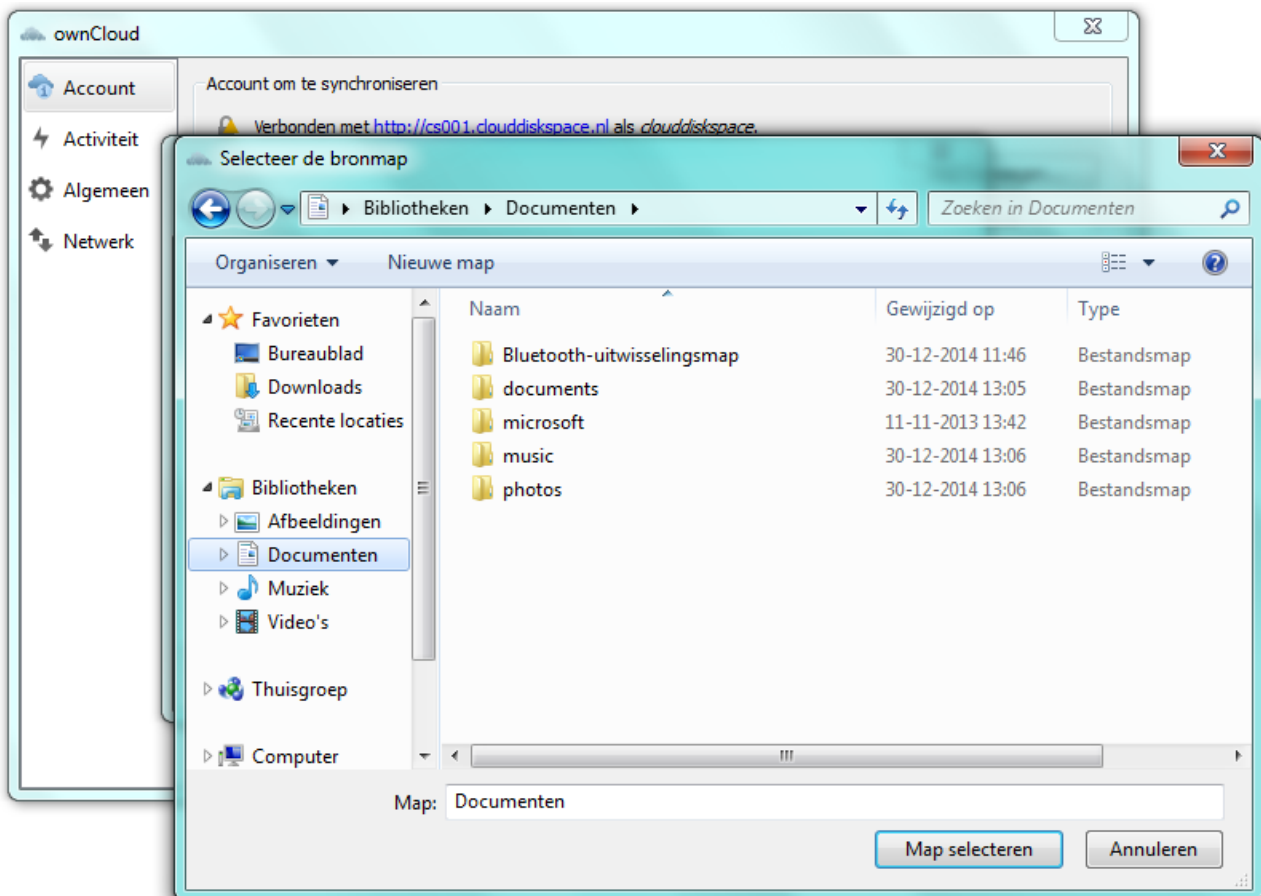 ownCloud
Account
Activiteit
Algemeen
Netwerk
Account om te synchroniseren
Verbonden met http://cs001.clouddiskspace.nl als clouddiskspace.
Selecteer de bronmap
Bibliotheken Documenten
Zoeken in Documenten
Organiseren Nieuwe map
Favorieten
Bureaublad
Downloads
Recente locaties
Bibliotheken
Afbeeldingen
Documenten
Muziek
Video's
Thuisgroep
Computer
Naam Gewijzigd op Type
Bluetooth-uitwisselingsmap 30-12-2014 11:46 Bestandsmap
documents 30-12-2014 13:05 Bestandsmap
microsoft 11-11-2013 13:42 Bestandsmap
music 30-12-2014 13:06 Bestandsmap
photos 30-12-2014 13:06 Bestandsmap
Map: Documenten
Map selecteren Annuleren